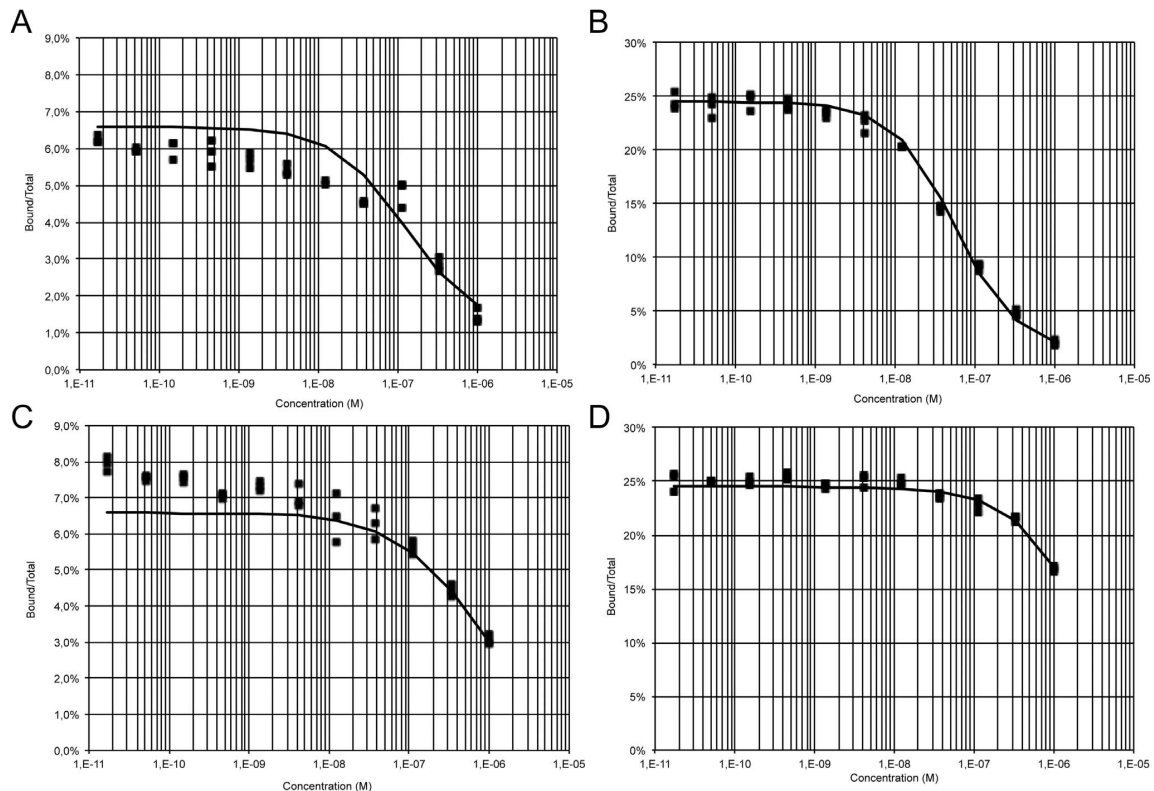 A
9,0%
8,0%
7,0%
6,0%
5,0%
4,0%
3,0%
2,0%
1,0%
0,0%
Bound/Total
1,E-11 1,E-10 1,E-09 1,E-08 1,E-07 1,E-06 1,E-05
Concentration (M)
B
30%
25%
20%
15%
10%
5%
0%
Bound/Total
1,E-11 1,E-10 1,E-09 1,E-08 1,E-07 1,E-06 1,E-05
Concentration (M)
C
9,0%
8,0%
7,0%
6,0%
5,0%
4,0%
3,0%
2,0%
1,0%
0,0%
Bound/Total
1,E-11 1,E-10 1,E-09 1,E-08 1,E-07 1,E-06 1,E-05
Concentration (M)
D
30%
25%
20%
15%
10%
5%
0%
Bound/Total
1,E-11 1,E-10 1,E-09 1,E-08 1,E-07 1,E-06 1,E-05
Concentration (M)